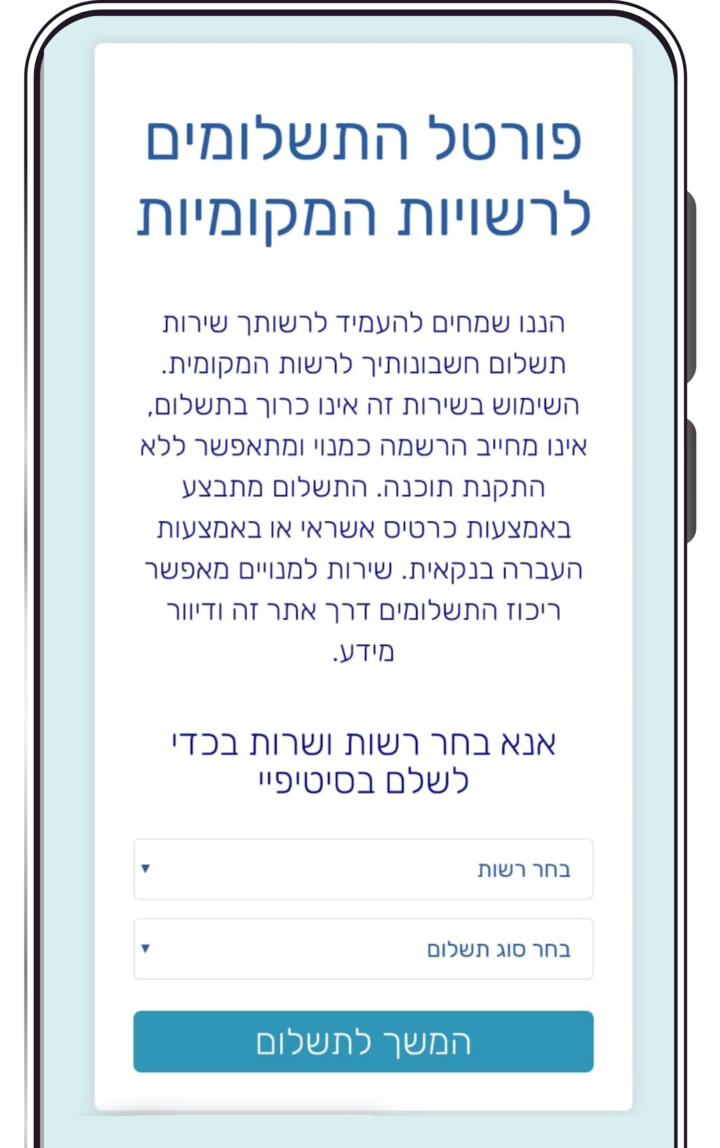 פורטל התשלומים
לרשויות המקומיות
הננו שמחים להעמיד לרשותך שירות
תשלום חשבונותיך לרשות המקומית.
השימוש בשירות זה אינו כרוך בתשלום,
אינו מחייב הרשמה כמנוי ומתאפשר ללא
התקנת תוכנה. התשלום מתבצע
באמצעות כרטיס אשראי או באמצעות
העברה בנקאית. שירות למנויים מאפשר
ריכוז התשלומים דרך אתר זה ודיוור
מידע.
אנא בחר רשות ושרות בכדי
לשלם בסיטיפיי
בחר רשות
בחר סוג תשלום
המשך לתשלום